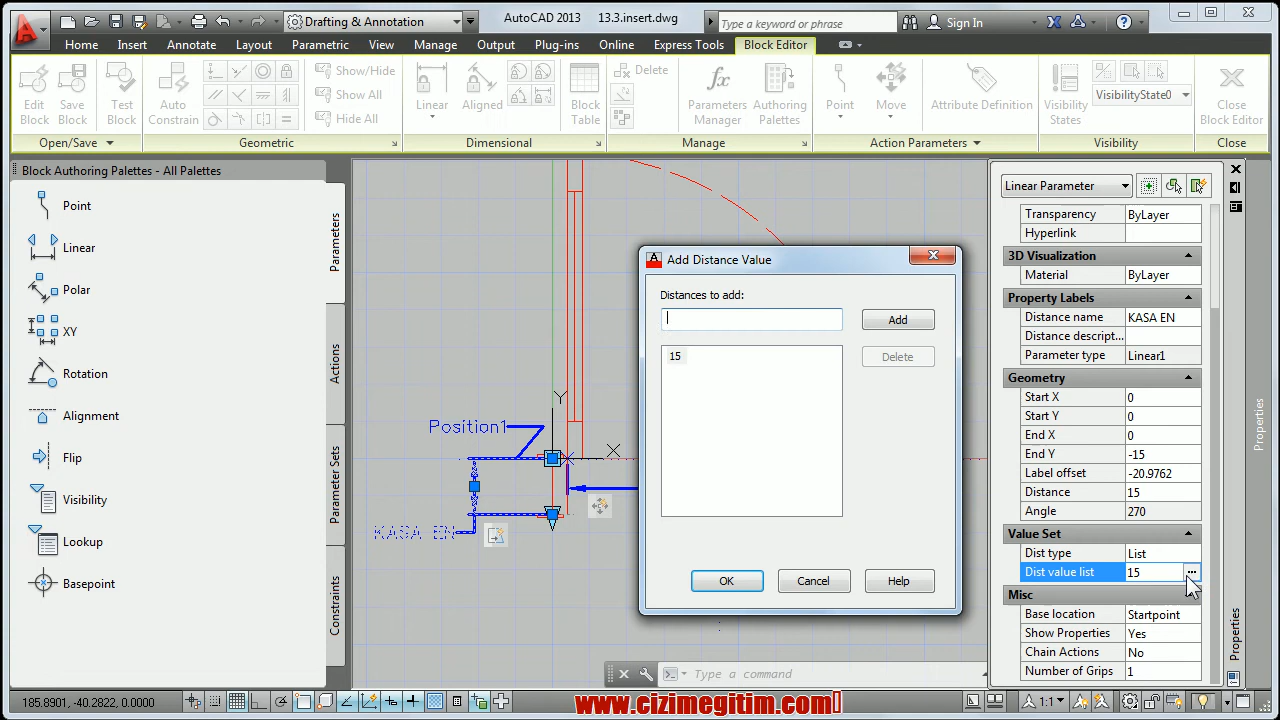 Drafting & Annotation
AutoCAD 2013 13.3.insert.dwg
Type a keyword or phrase
Sign In
Home Insert Annotate Layout Parametric View Manage Output Plug-ins Online Express Tools Block Editor
Edit Block
Save Block
Test Block
Auto Constr...
Show/Hide
Show All
Hide All
Linear
Aligned
Block Table
Delete
Parameters Manager
Authoring Palettes
Point
Move
Attribute Definition
Visibility States
VisibilityState0
Close Block Editor
Open/Save Geometric Dimensional Manage Action Parameters Visibility Close
Block Authoring Palettes - All Palettes
Point
Linear
Polar
XY
Rotation
Alignment
Flip
Visibility
Lookup
Basepoint
Parameters
Actions
Parameter Sets
Constraints
Position1
KASA EN
Y
X
Add Distance Value
Distances to add:
Add
15
Delete
OK Cancel Help
Linear Parameter
Transparency ByLayer
Hyperlink
3D Visualization
Material ByLayer
Property Labels
Distance name KASA EN
Distance descript...
Parameter type Linear1
Geometry
Start X 0
Start Y 0
End X 0
End Y -15
Label offset -20.9762
Distance 15
Angle 270
Value Set
Dist type List
Dist value list 15 ...
Misc
Base location Startpoint
Show Properties Yes
Chain Actions No
Number of Grips 1
Properties
Properties
Type a command
185.8001, -40.2822, 0.0000
1:1
www.cizimegitim.com